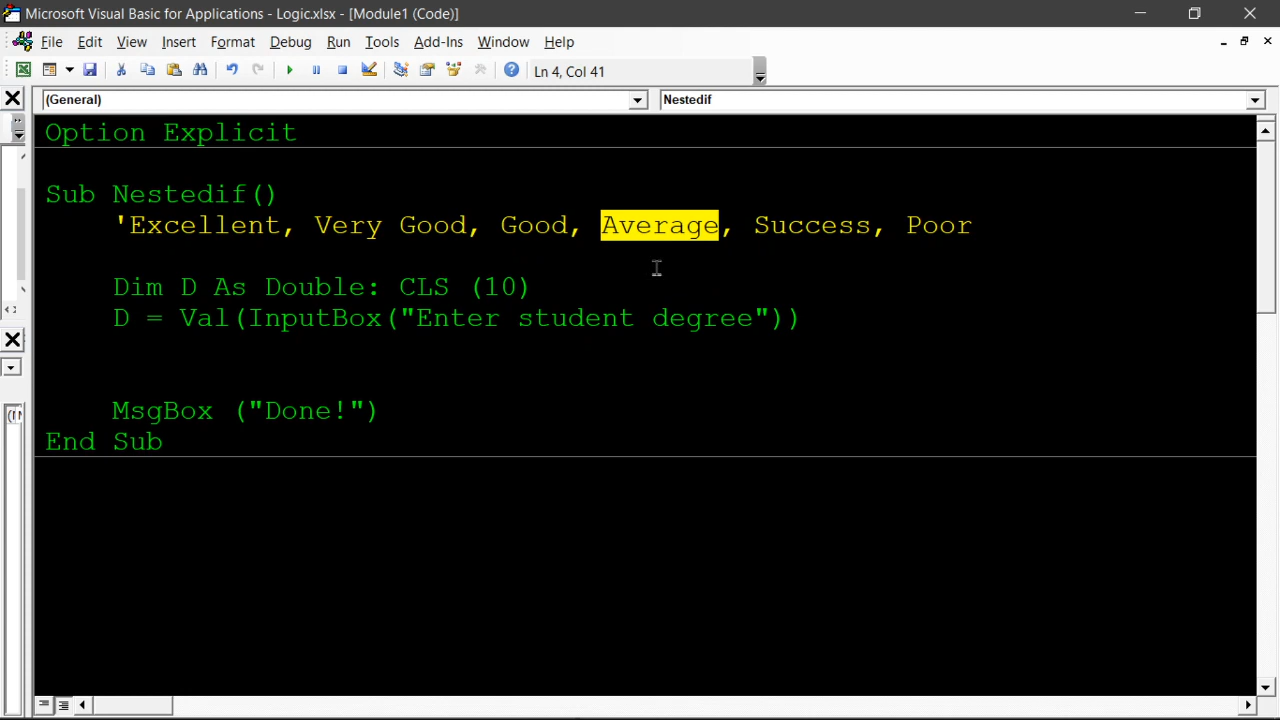 Microsoft Visual Basic for Applications - Logic.xlsx - [Module1 (Code)]
File Edit View Insert Format Debug Run Tools Add-Ins Window Help
Ln 4, Col 41
(General) Nestedif
Option Explicit
Sub Nestedif()
'Excellent, Very Good, Good, Average, Success, Poor
Dim D As Double: CLS (10)
D = Val(InputBox("Enter student degree"))
MsgBox ("Done!")
End Sub